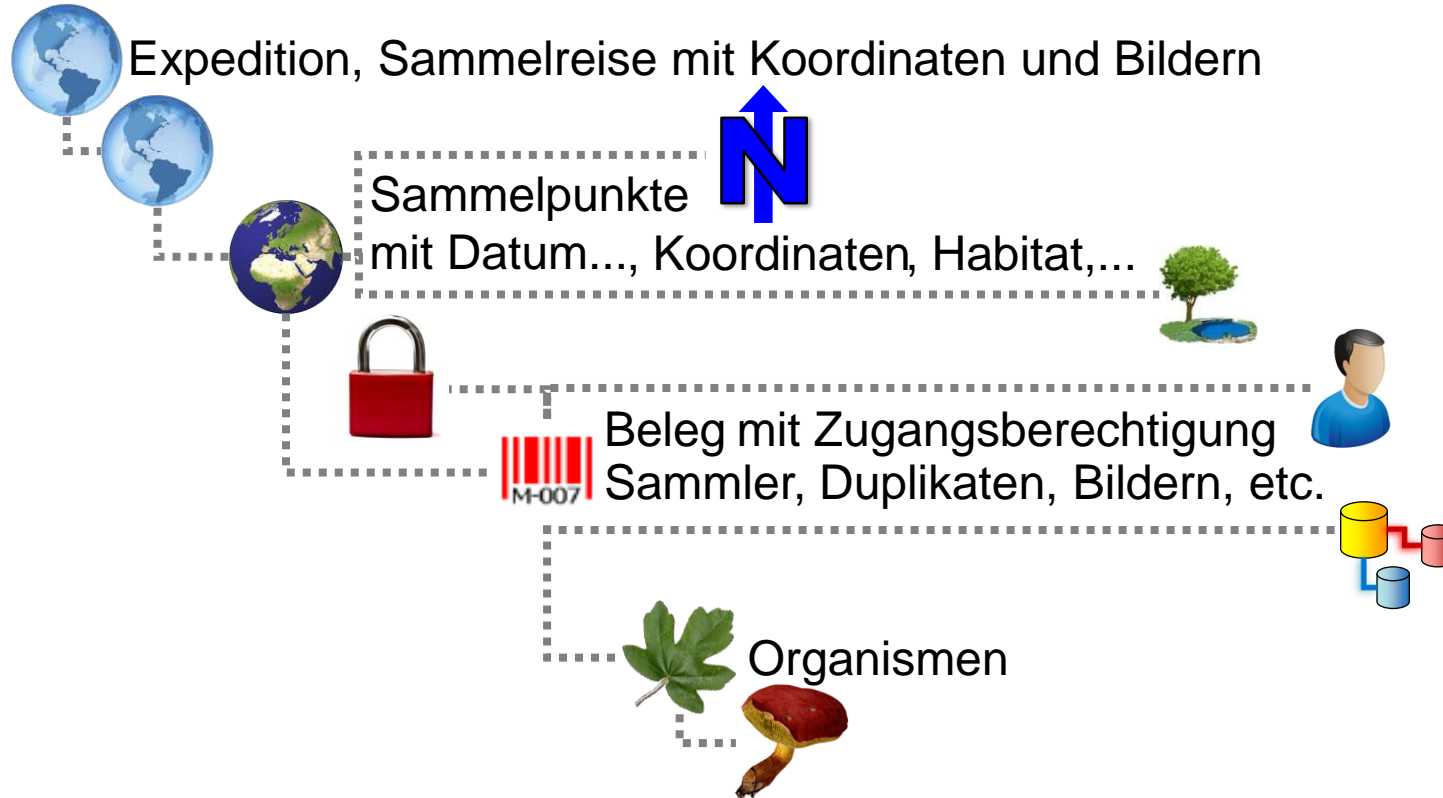 Expedition, Sammelreise mit Koordinaten und Bildern
N
Sammelpunkte
mit Datum..., Koordinaten, Habitat,...
Beleg mit Zugangsberechtigung
M-007
Sammler, Duplikaten, Bildern, etc.
Organismen